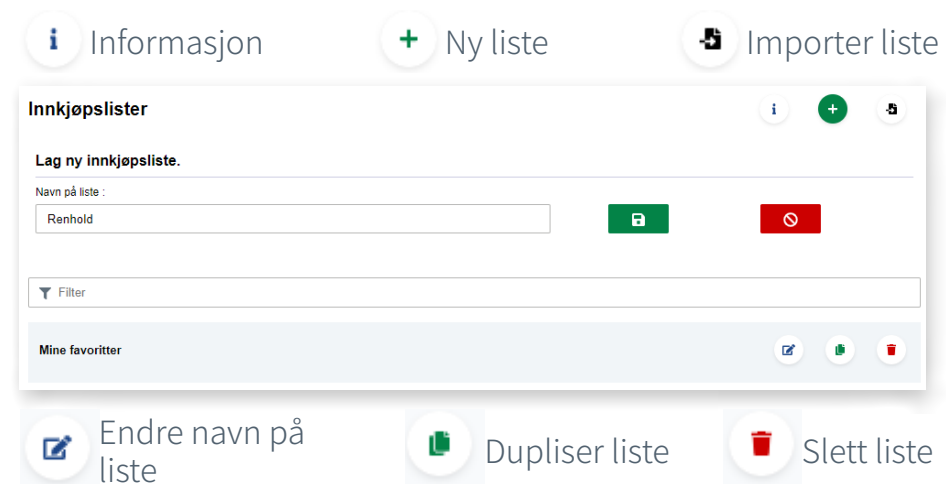 Informasjon
Ny liste
Importer liste
Innkjøpslister
Lag ny innkjøpsliste.
Navn på liste :
Renhold
Filter
Mine favoritter
Endre navn på
liste
Dupliser liste
Slett liste